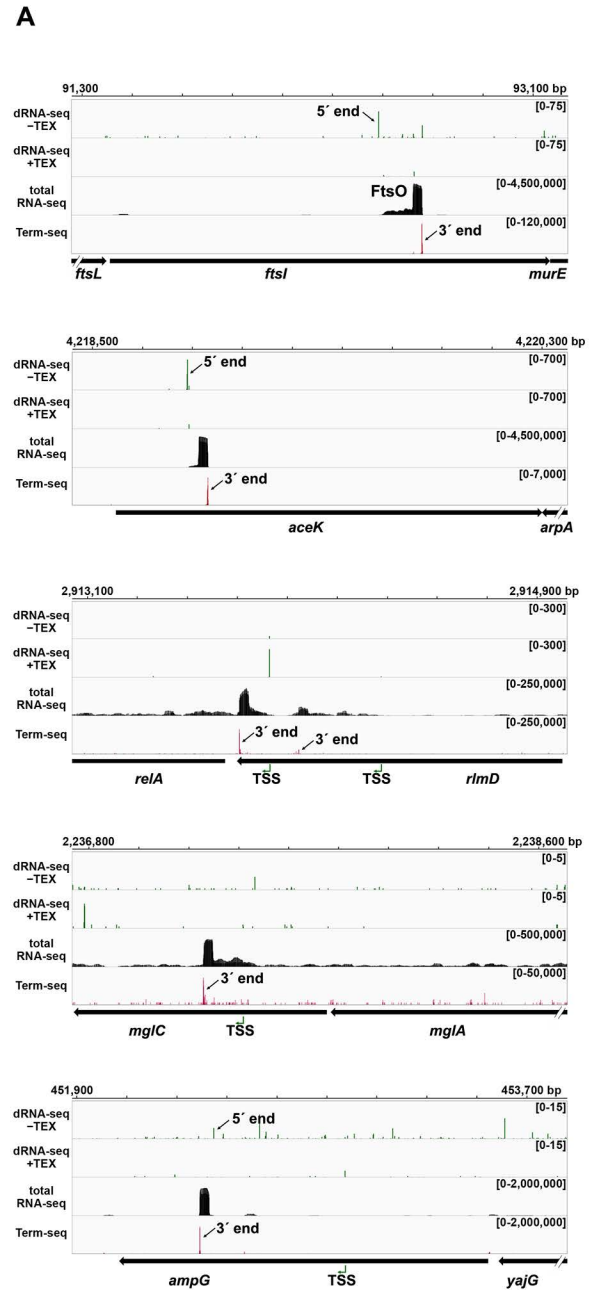 A
91,300 93,100 bp
dRNA-seq
−TEX
[0-75]
5´ end
dRNA-seq
+TEX
[0-75]
total
RNA-seq
[0-4,500,000]
FtsO
Term-seq
[0-120,000]
3´ end
ftsL ftsI murE
4,218,500 4,220,300 bp
dRNA-seq
−TEX
[0-700]
5´ end
dRNA-seq
+TEX
[0-700]
total
RNA-seq
[0-4,500,000]
Term-seq
[0-7,000]
3´ end
aceK arpA
2,913,100 2,914,900 bp
dRNA-seq
−TEX
[0-300]
dRNA-seq
+TEX
[0-300]
total
RNA-seq
[0-250,000]
Term-seq
[0-250,000]
3´ end 3´ end
relA TSS TSS rlmD
2,236,800 2,238,600 bp
dRNA-seq
−TEX
[0-5]
dRNA-seq
+TEX
[0-5]
total
RNA-seq
[0-500,000]
Term-seq
[0-50,000]
3´ end
mglC TSS mglA
451,900 453,700 bp
dRNA-seq
−TEX
[0-15]
5´ end
dRNA-seq
+TEX
[0-15]
total
RNA-seq
[0-2,000,000]
Term-seq
[0-2,000,000]
3´ end
ampG TSS yajG